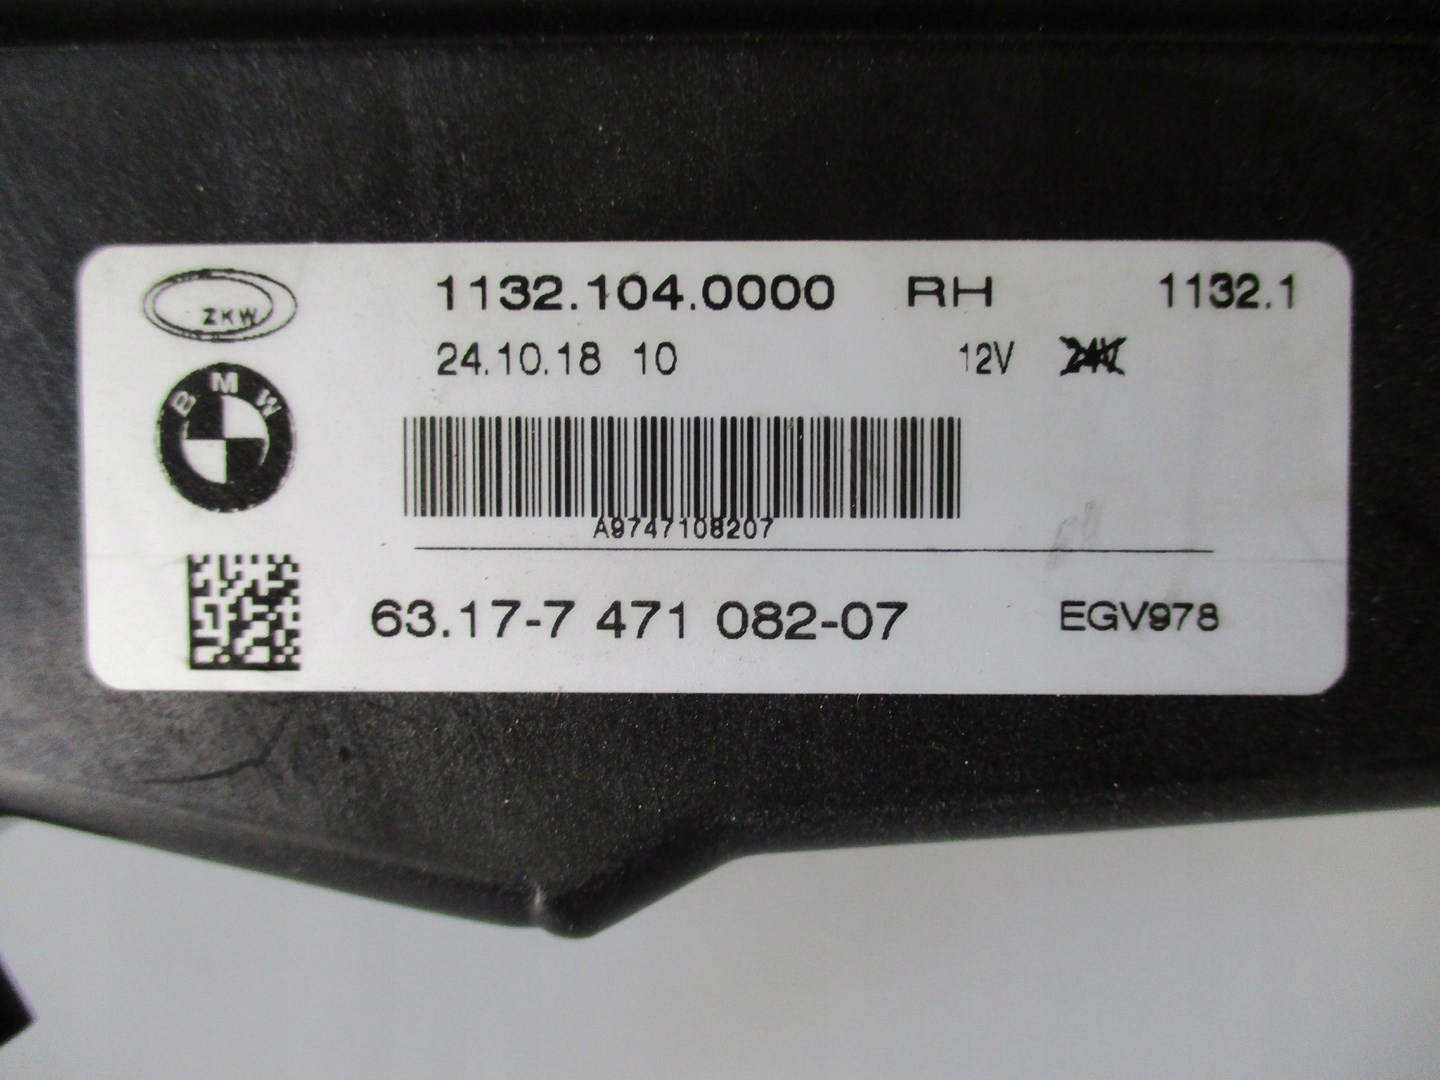 ZKW
1132.104.0000 RH 1132.1
24.10.18 10 12V 24V
BMW
A9747108207
63.17-7 471 082-07 EGV978